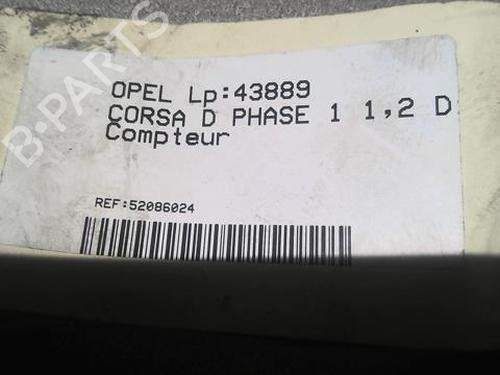 OPEL Lp:43889
CORSA D PHASE 1 1,2 D
Compteur
REF:52086024
B-PARTS